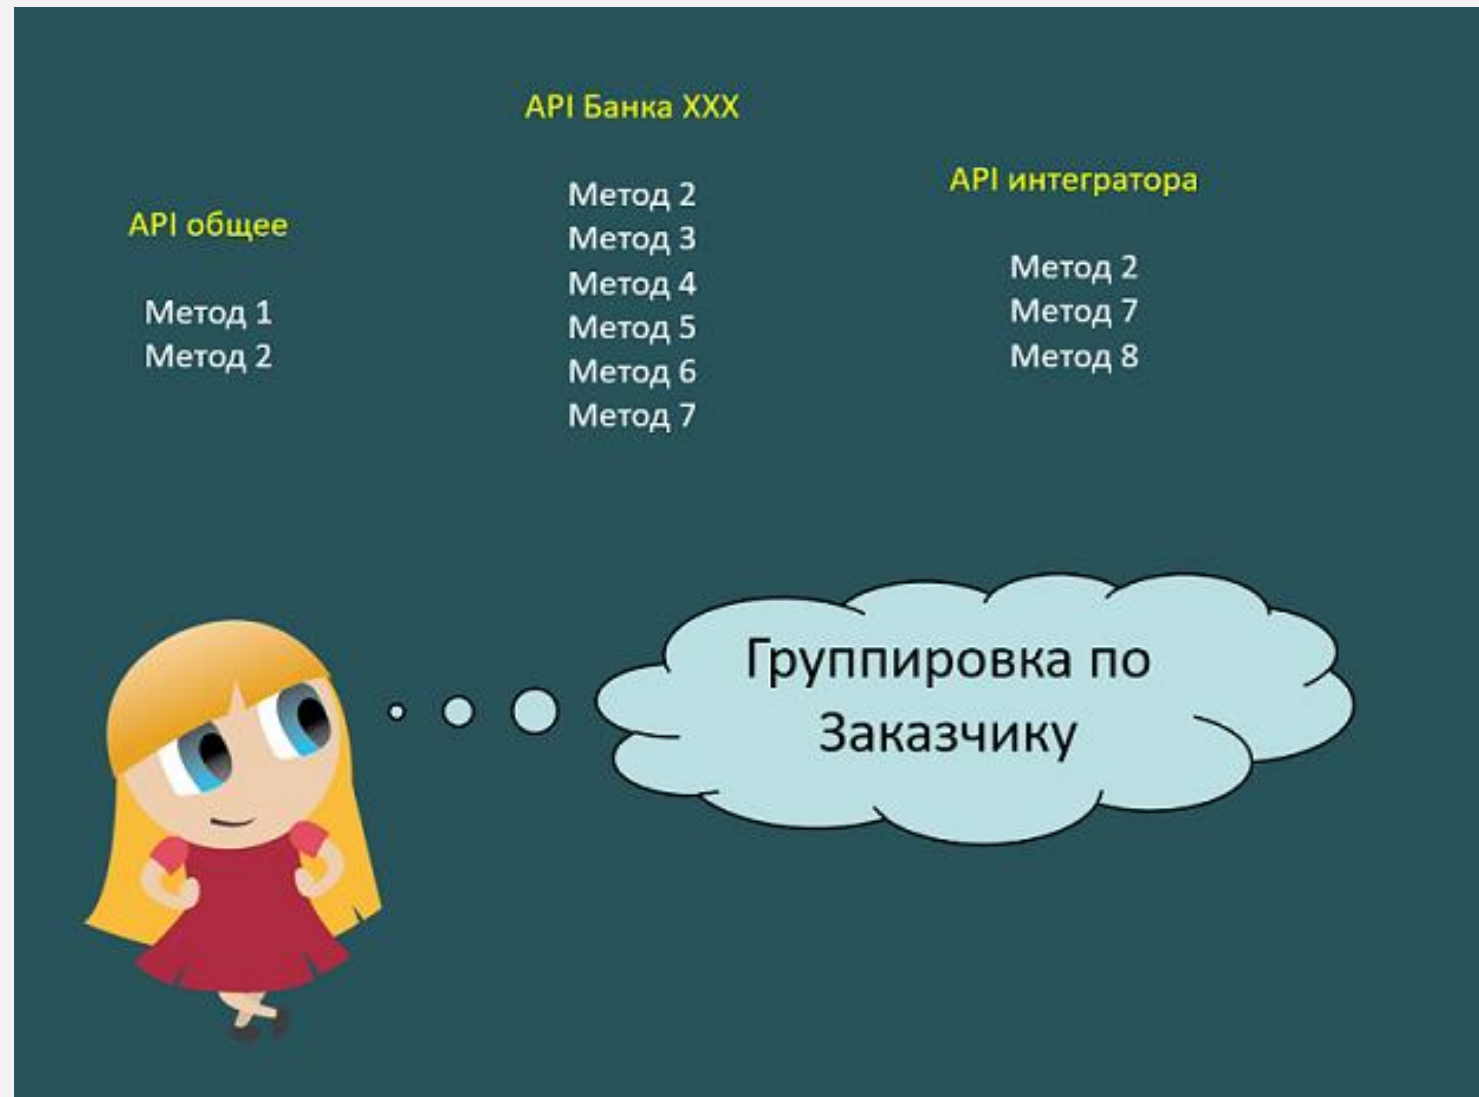 API общее
Метод 1
Метод 2
API Банка XXX
Метод 2
Метод 3
Метод 4
Метод 5
Метод 6
Метод 7
API интегратора
Метод 2
Метод 7
Метод 8
Группировка по
Заказчику